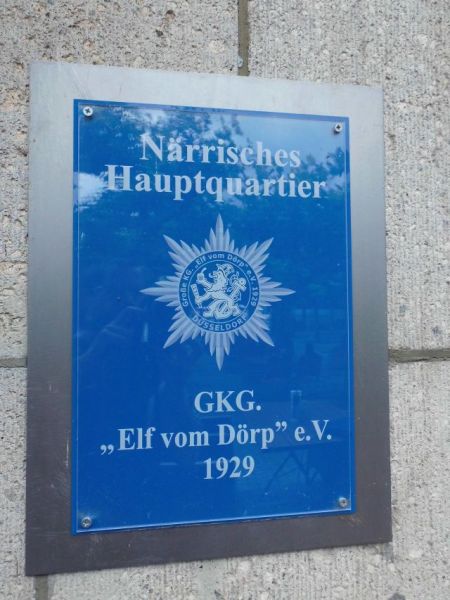 Närrisches
Hauptquartier
Große KG. „Elf vom Dörp” e.V. 1929
DÜSSELDORF
GKG.
„Elf vom Dörp” e.V.
1929